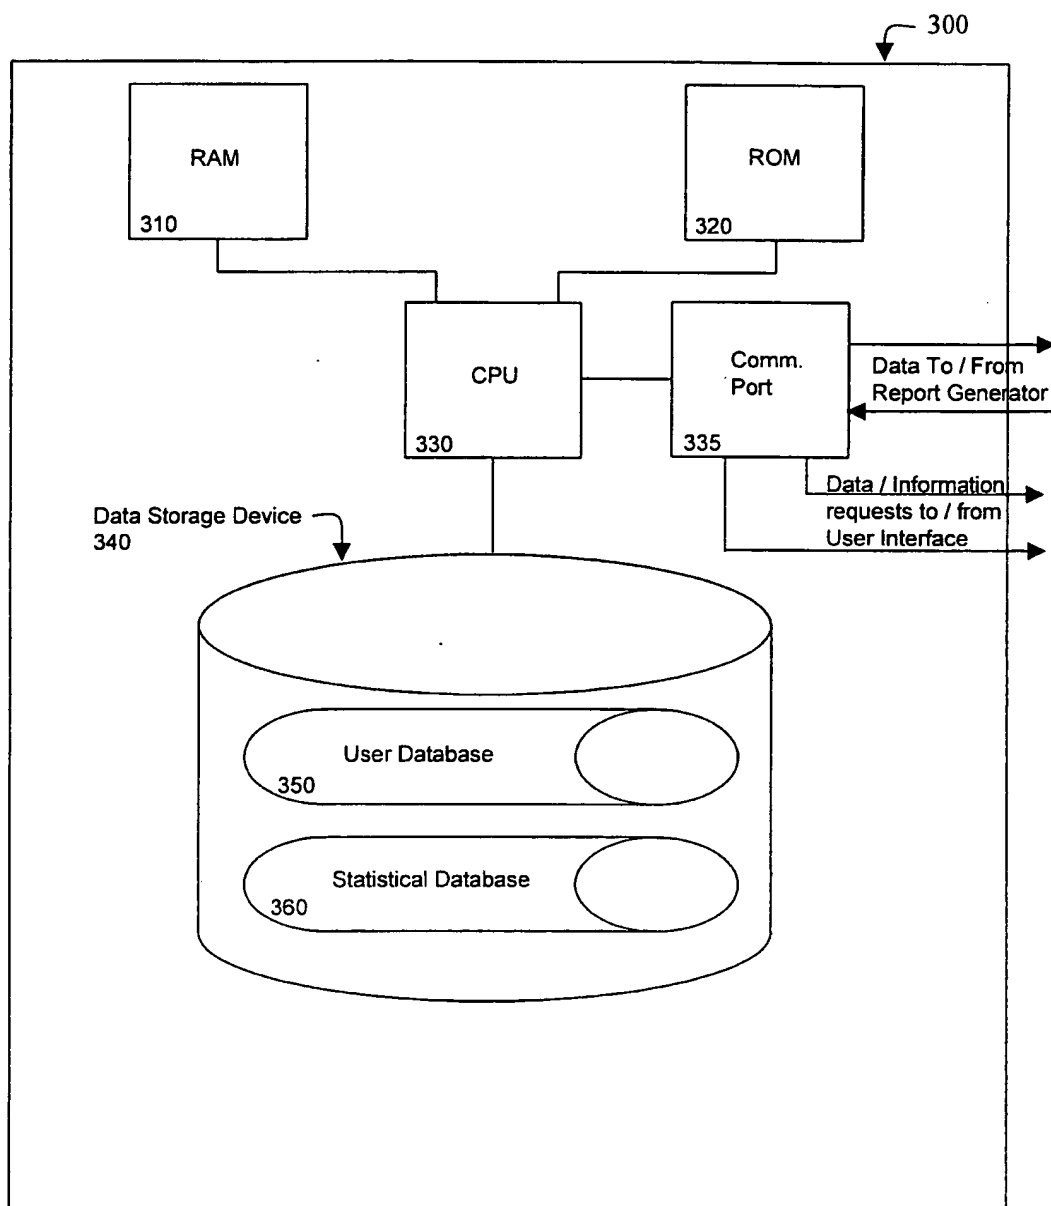 300
RAM
310
ROM
320
CPU
330
Comm.
Port
335
Data To / From
Report Generator
Data / Information
requests to / from
User Interface
Data Storage Device
340
User Database
350
Statistical Database
360